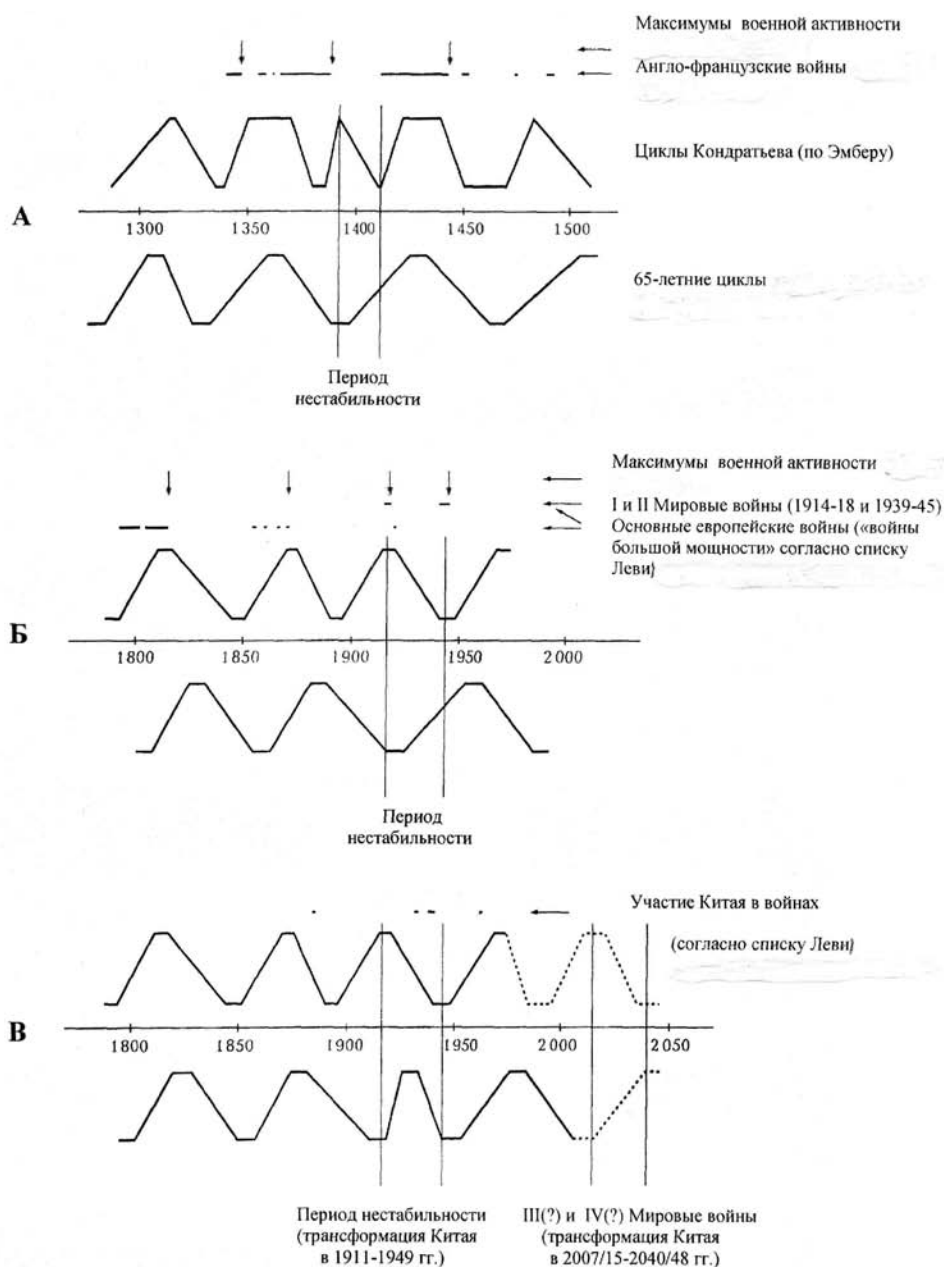 Максимумы военной активности
Англо-французские войны
Циклы Кондратьева (по Эмберу)
А
1300 1350 1400 1450 1500
65-летние циклы
Период
нестабильности
Максимумы военной активности
I и II Мировые войны (1914-18 и 1939-45)
Основные европейские войны («войны
большой мощности» согласно списку
Леви)
Б
1800 1850 1900 1950 2000
Период
нестабильности
Участие Китая в войнах
(согласно списку Леви)
В
1800 1850 1900 1950 2000 2050
Период нестабильности
(трансформация Китая
в 1911-1949 гг.)
III(?) и IV(?) Мировые войны
(трансформация Китая
в 2007/15-2040/48 гг.)